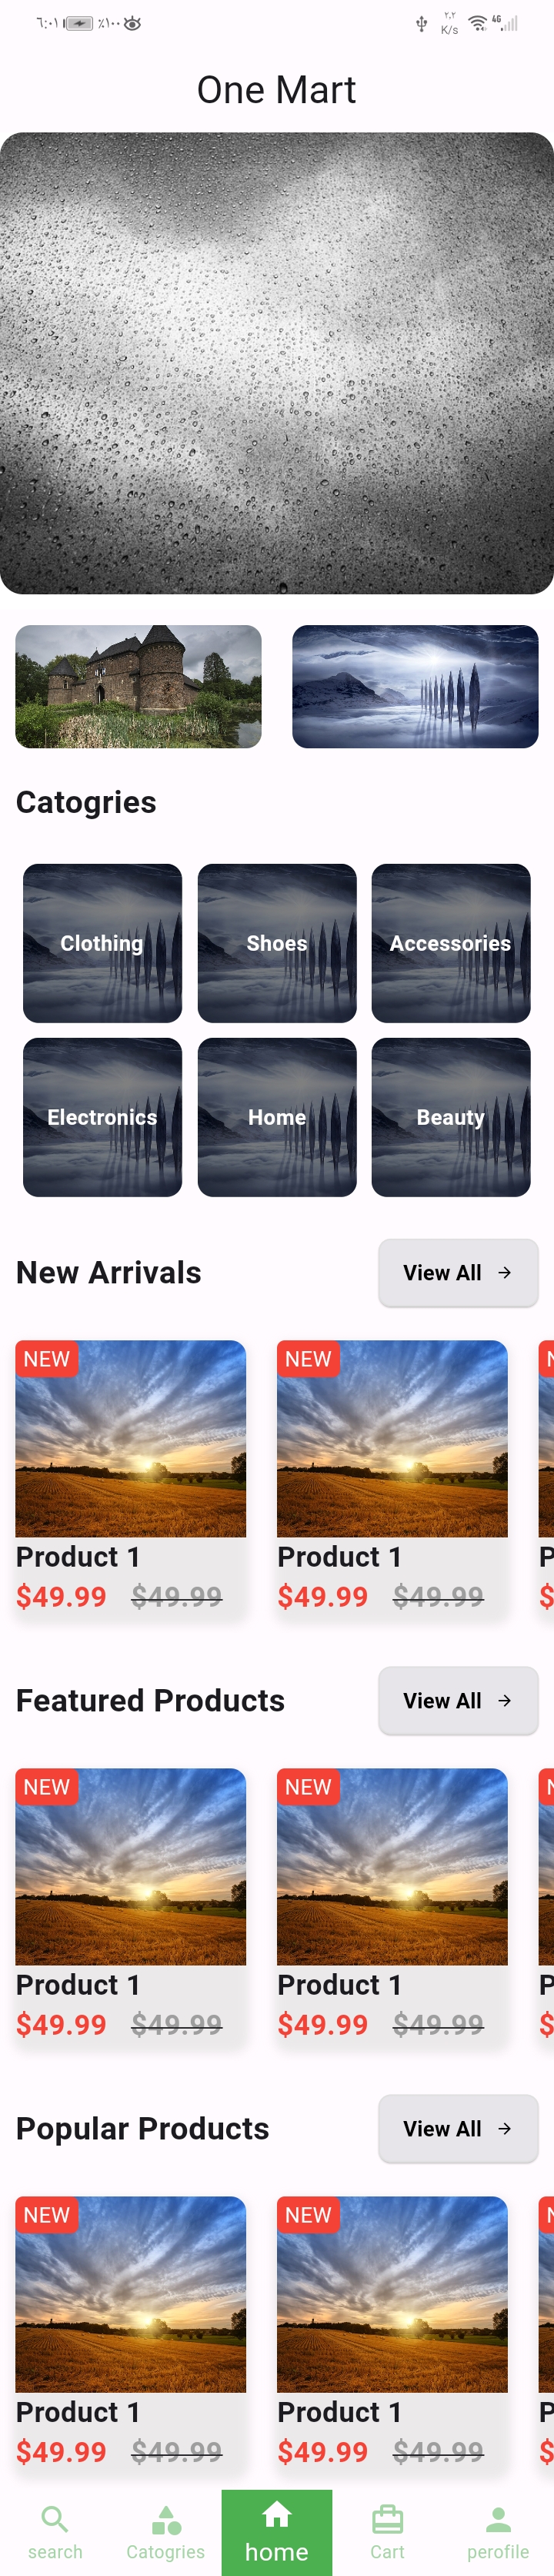 ٦:٠١ ٪١٠٠ ٢.٢ K/s 4G
One Mart
Catogries
Clothing Shoes Accessories
Electronics Home Beauty
New Arrivals View All
NEW NEW
Product 1 Product 1 P
$49.99 $49.99 $49.99 $49.99 $
Featured Products View All
NEW NEW
Product 1 Product 1 P
$49.99 $49.99 $49.99 $49.99 $
Popular Products View All
NEW NEW
Product 1 Product 1 P
$49.99 $49.99 $49.99 $49.99 $
search Catogries home Cart perofile